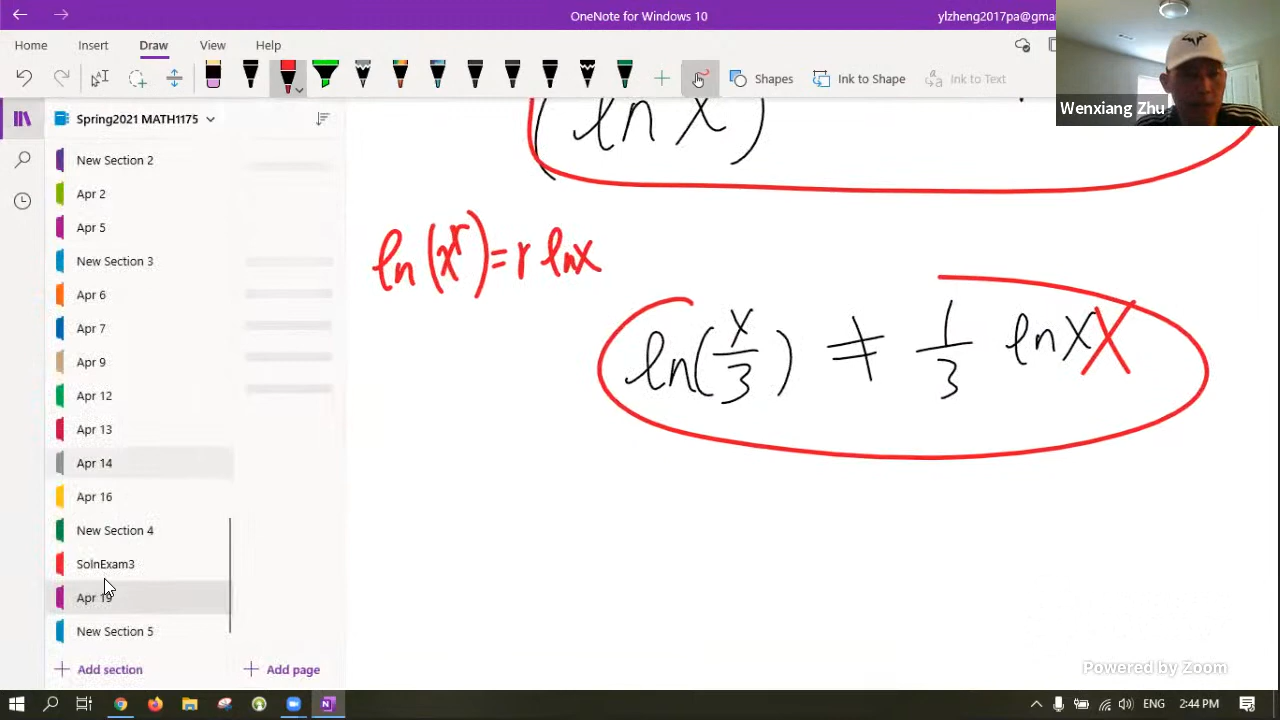 OneNote for Windows 10
ylzheng2017pa@gma
Home Insert Draw View Help
Shapes
Ink to Shape
Ink to Text
Wenxiang Zhu
Spring2021 MATH1175
New Section 2
Apr 2
Apr 5
New Section 3
Apr 6
Apr 7
Apr 9
Apr 12
Apr 13
Apr 14
Apr 16
New Section 4
SolnExam3
Apr 19
New Section 5
+ Add section
+ Add page
(ln x)
ln(x^r) = r ln x
ln(x/3) ≠ 1/3 ln x X
Powered by Zoom
ENG
2:44 PM